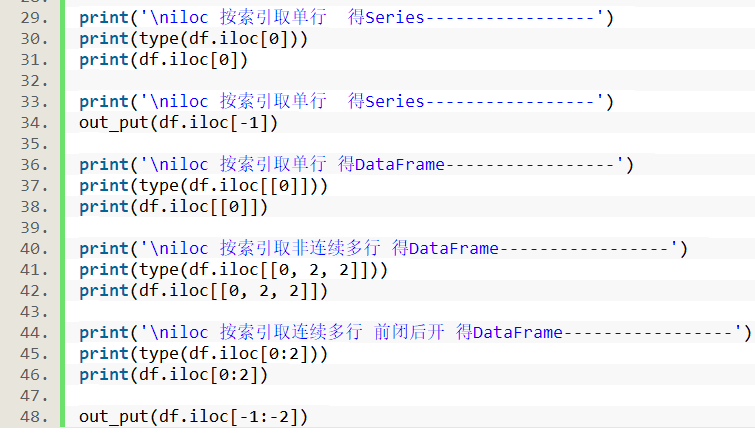 29. print('\niloc 按索引取单行  得Series-----------------')
30. print(type(df.iloc[0]))
31. print(df.iloc[0])
32.
33. print('\niloc 按索引取单行  得Series-----------------')
34. out_put(df.iloc[-1])
35.
36. print('\niloc 按索引取单行 得DataFrame-----------------')
37. print(type(df.iloc[[0]]))
38. print(df.iloc[[0]])
39.
40. print('\niloc 按索引取非连续多行 得DataFrame-----------------')
41. print(type(df.iloc[[0, 2, 2]]))
42. print(df.iloc[[0, 2, 2]])
43.
44. print('\niloc 按索引取连续多行 前闭后开 得DataFrame-----------------')
45. print(type(df.iloc[0:2]))
46. print(df.iloc[0:2])
47.
48. out_put(df.iloc[-1:-2])